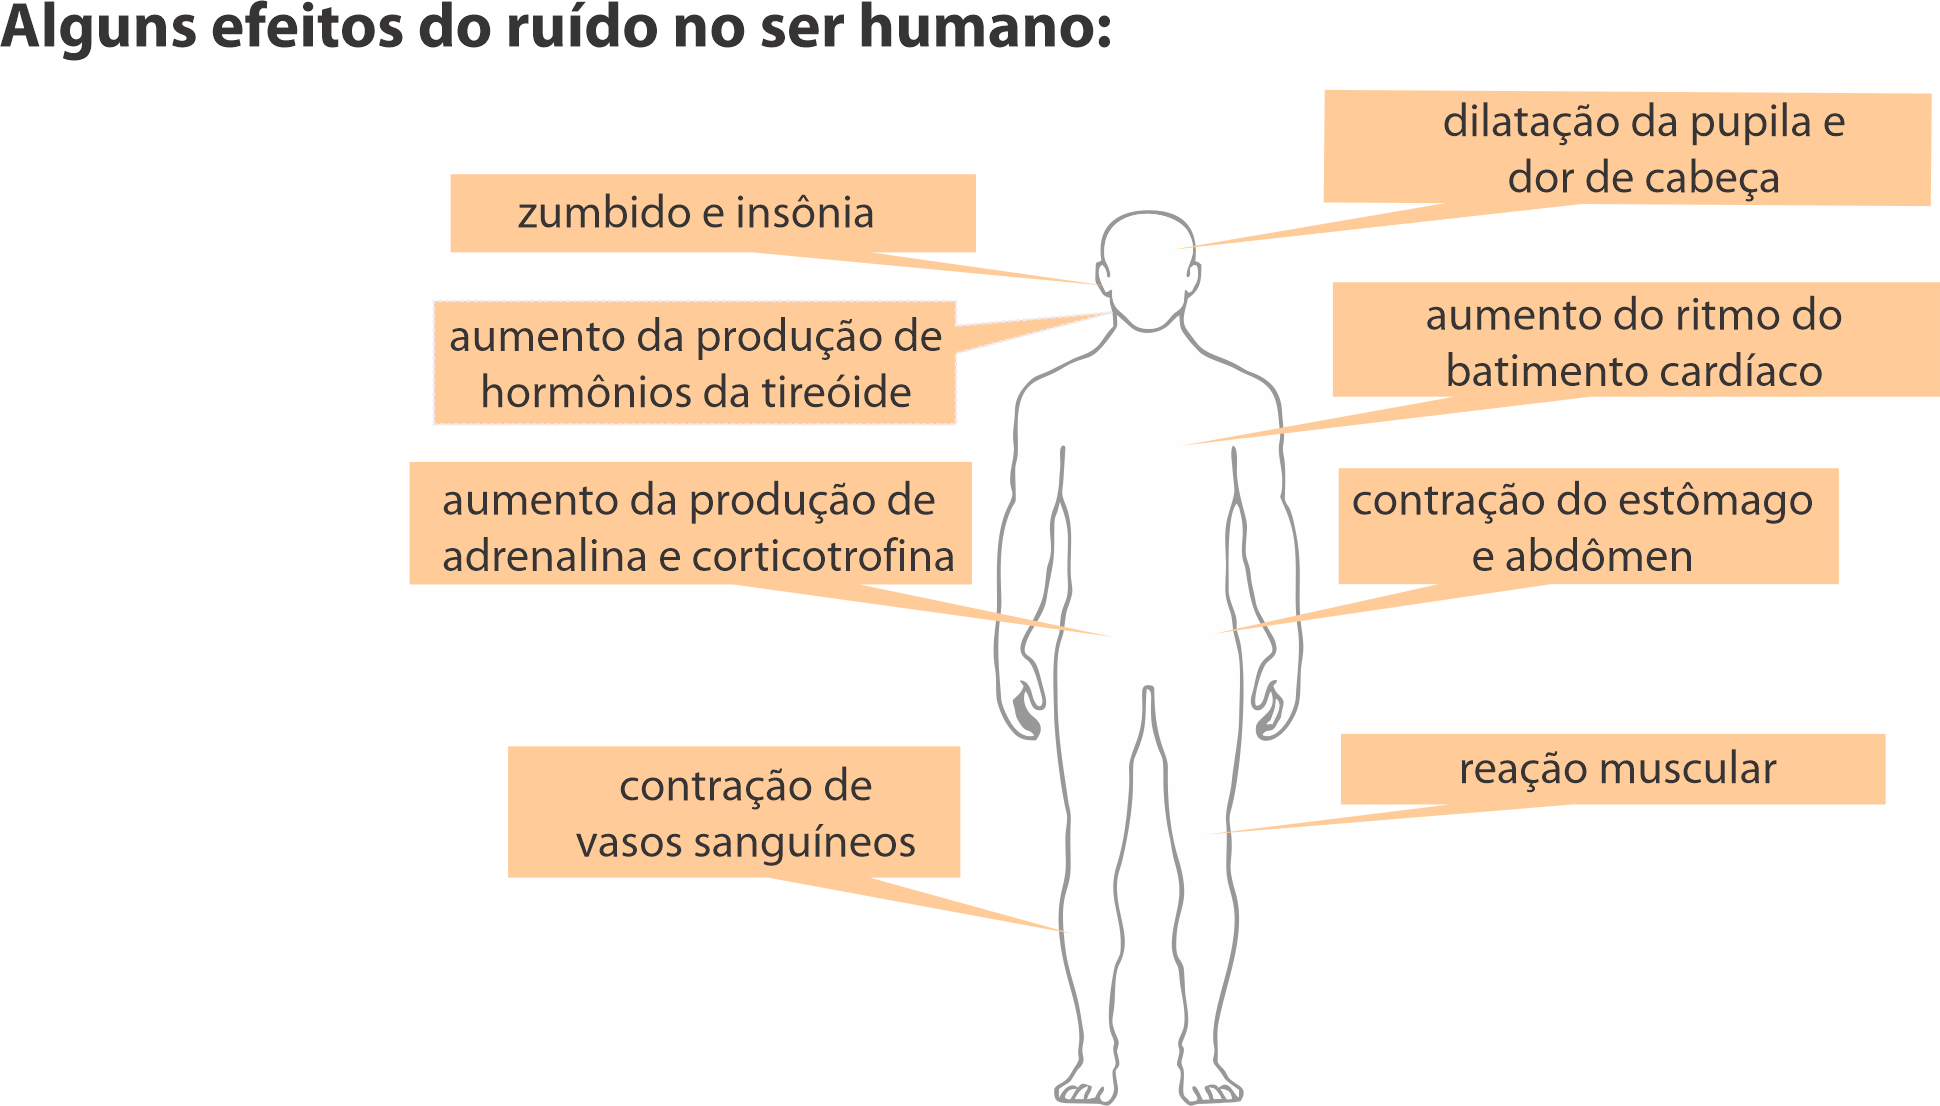 Alguns efeitos do ruído no ser humano:
dilatação da pupila e
dor de cabeça
zumbido e insônia
aumento da produção de
hormônios da tireóide
aumento do ritmo do
batimento cardíaco
aumento da produção de
adrenalina e corticotrofina
contração do estômago
e abdômen
contração de
vasos sanguíneos
reação muscular